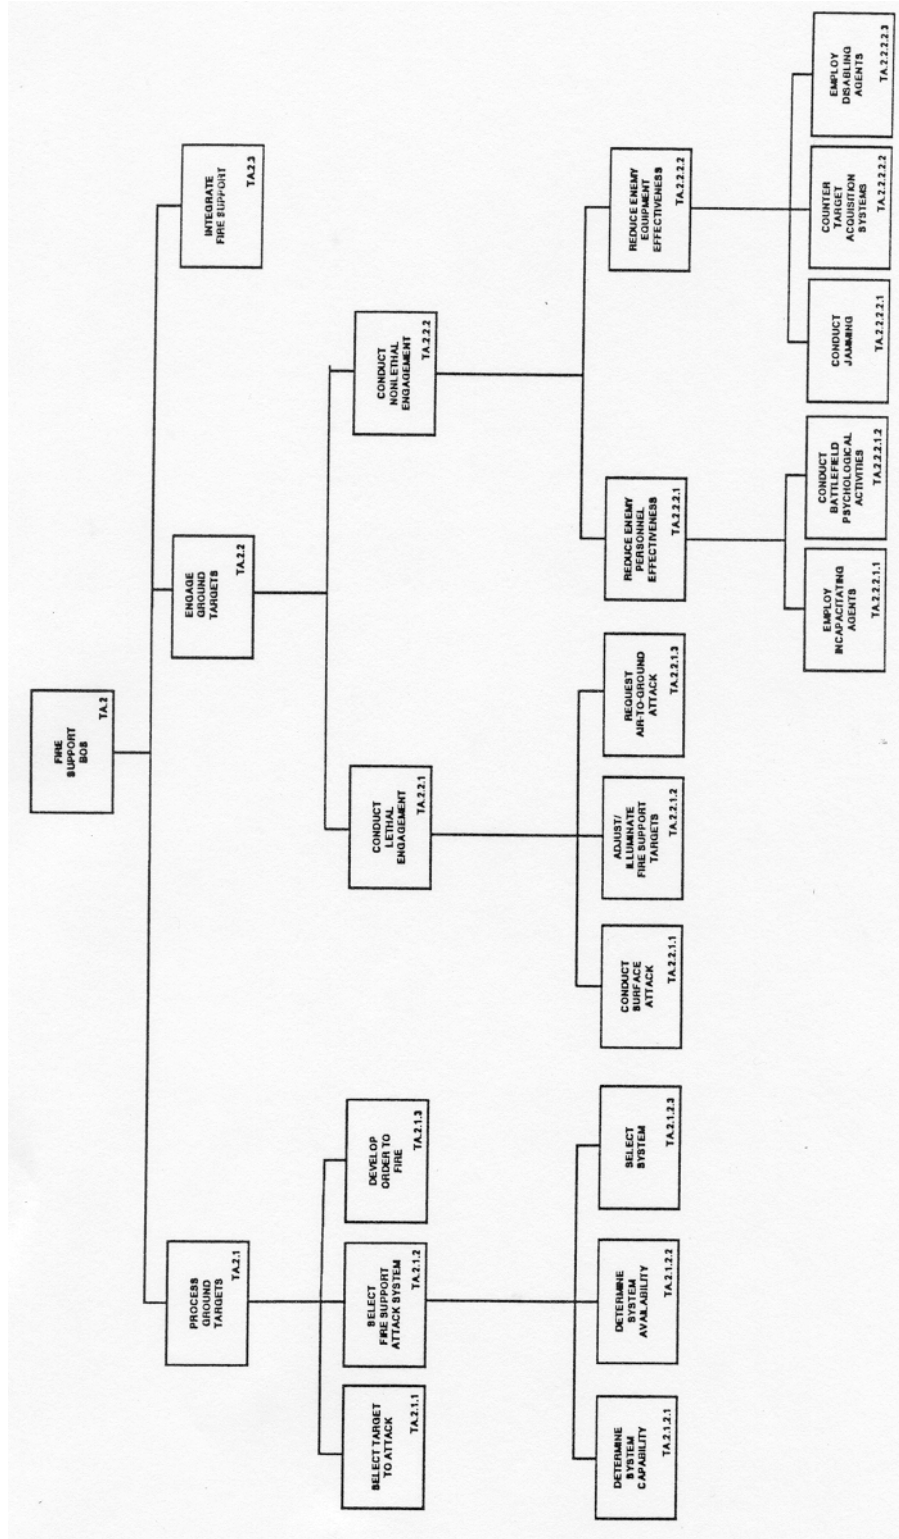 FIRE
SUPPORT
BOS
TA.2
PROCESS
GROUND
TARGETS
TA.2.1
ENGAGE
GROUND
TARGETS
TA.2.2
INTEGRATE
FIRE SUPPORT
TA.2.3
SELECT TARGET
TO ATTACK
TA.2.1.1
SELECT
FIRE SUPPORT
ATTACK SYSTEM
TA.2.1.2
DEVELOP
ORDER TO
FIRE
TA.2.1.3
CONDUCT
LETHAL
ENGAGEMENT
TA.2.2.1
CONDUCT
NONLETHAL
ENGAGEMENT
TA.2.2.2
DETERMINE
SYSTEM
CAPABILITY
TA.2.1.2.1
DETERMINE
SYSTEM
AVAILABILITY
TA.2.1.2.2
SELECT
SYSTEM
TA.2.1.2.3
CONDUCT
SURFACE
ATTACK
TA.2.2.1.1
ADJUST/
ILLUMINATE
FIRE SUPPORT
TARGETS
TA.2.2.1.2
REQUEST
AIR-TO-GROUND
ATTACK
TA.2.2.1.3
REDUCE ENEMY
PERSONNEL
EFFECTIVENESS
TA.2.2.2.1
REDUCE ENEMY
EQUIPMENT
EFFECTIVENESS
TA.2.2.2.2
EMPLOY
INCAPACITATING
AGENTS
TA.2.2.2.1.1
CONDUCT
BATTLEFIELD
PSYCHOLOGICAL
ACTIVITIES
TA.2.2.2.1.2
CONDUCT
JAMMING
TA.2.2.2.2.1
COUNTER
TARGET
ACQUISITION
SYSTEMS
TA.2.2.2.2.2
EMPLOY
DISABLING
AGENTS
TA.2.2.2.2.3